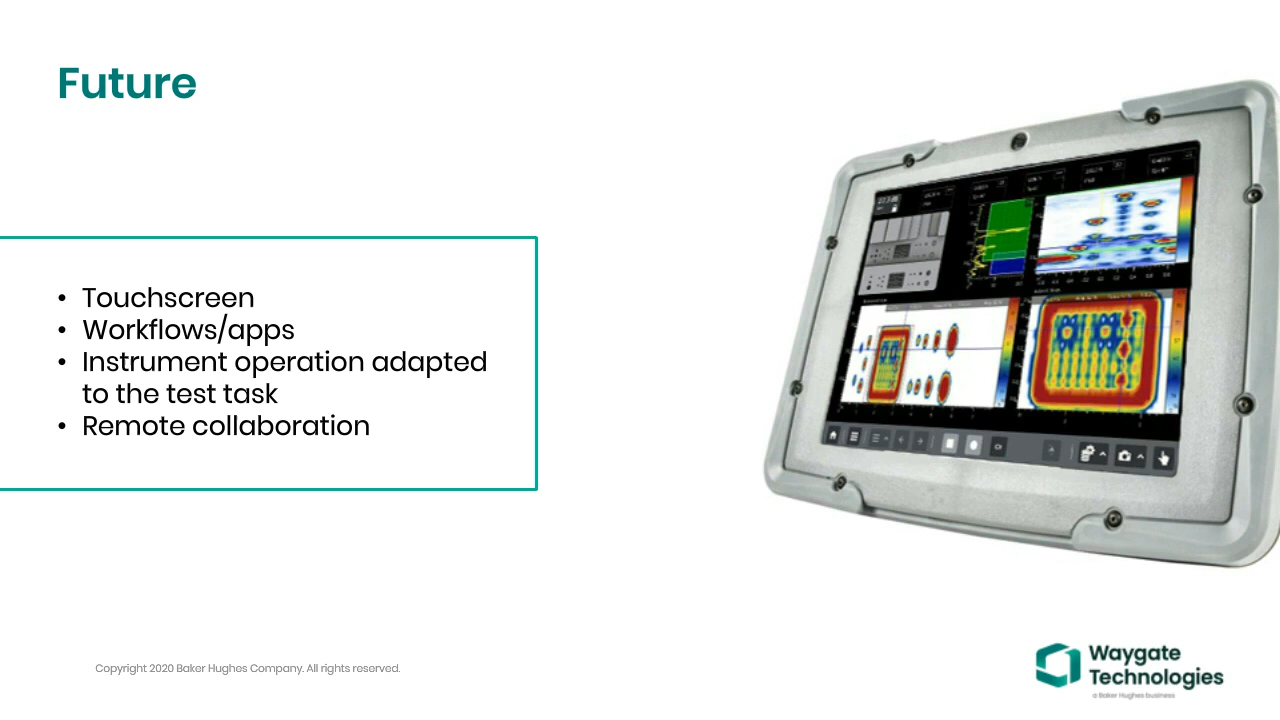 Future
• Touchscreen
• Workflows/apps
• Instrument operation adapted
to the test task
• Remote collaboration
Copyright 2020 Baker Hughes Company. All rights reserved.
Waygate
Technologies
a Baker Hughes business